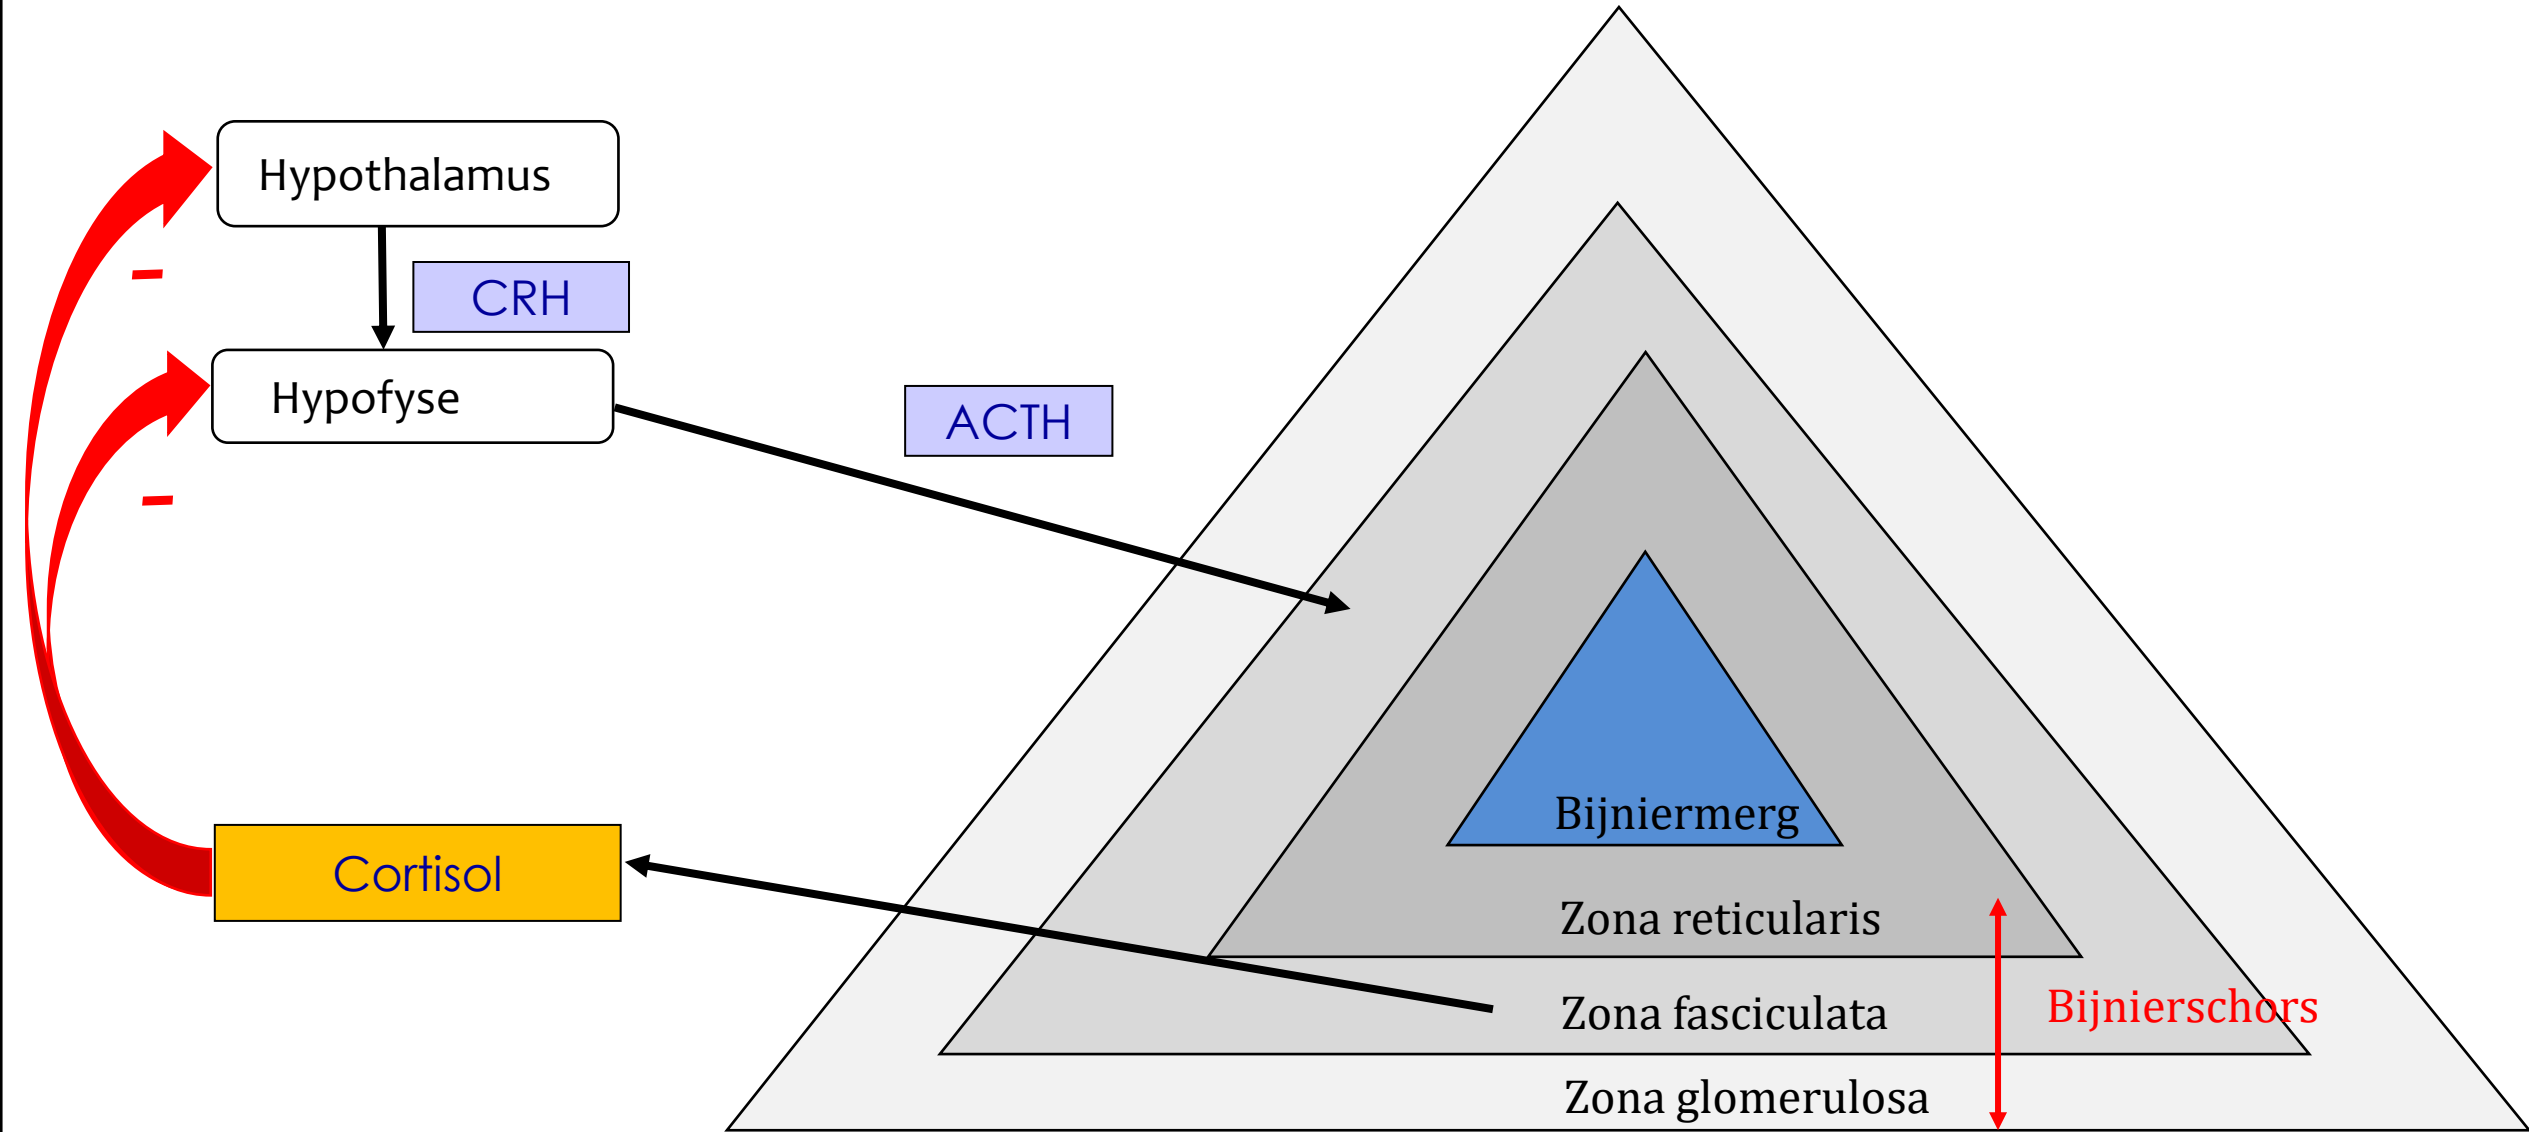 Hypothalamus
-
CRH
Hypofyse
ACTH
-
Bijniermerg
Cortisol
Zona reticularis
Zona fasciculata
Bijnierschors
Zona glomerulosa